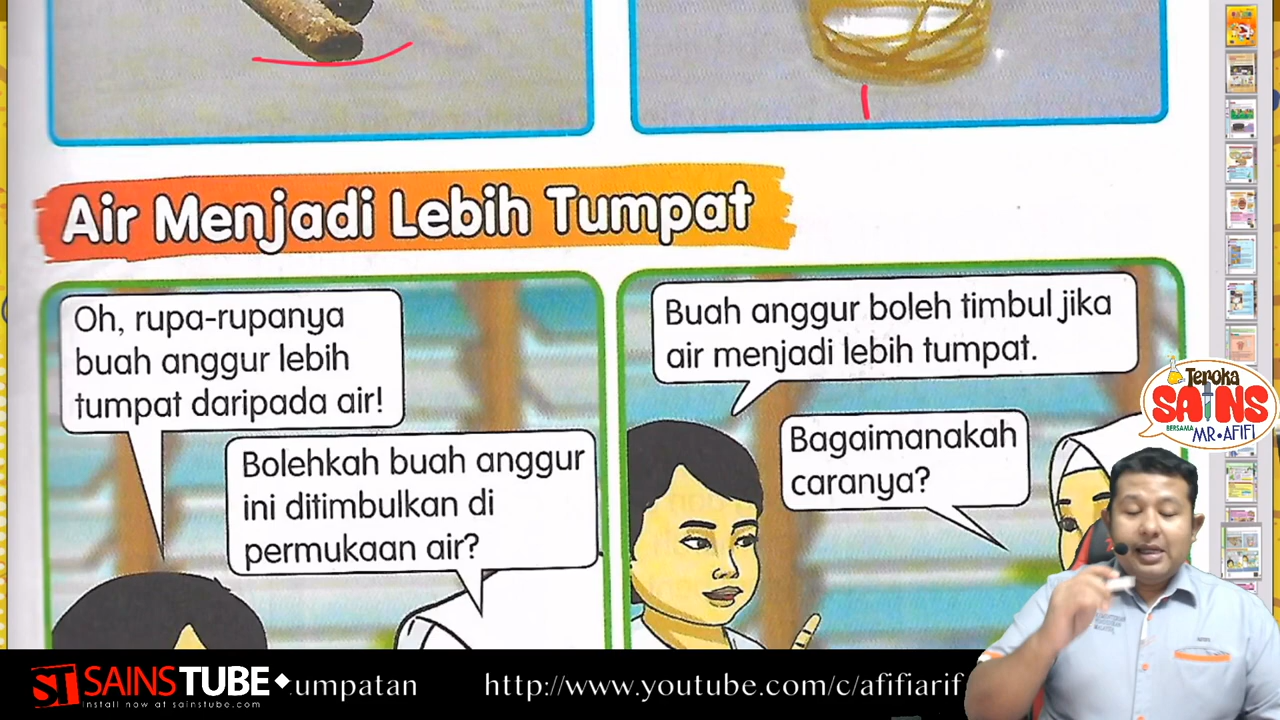 Air Menjadi Lebih Tumpat
Oh, rupa-rupanya
buah anggur lebih
tumpat daripada air!
Bolehkah buah anggur
ini ditimbulkan di
permukaan air?
Buah anggur boleh timbul jika
air menjadi lebih tumpat.
Bagaimanakah
caranya?
Teroka
SAINS
BERSAMA
MR•AFIFI
ST SAINSTUBE
Install now at sainstube.com
umpatan http://www.youtube.com/c/afifiarif